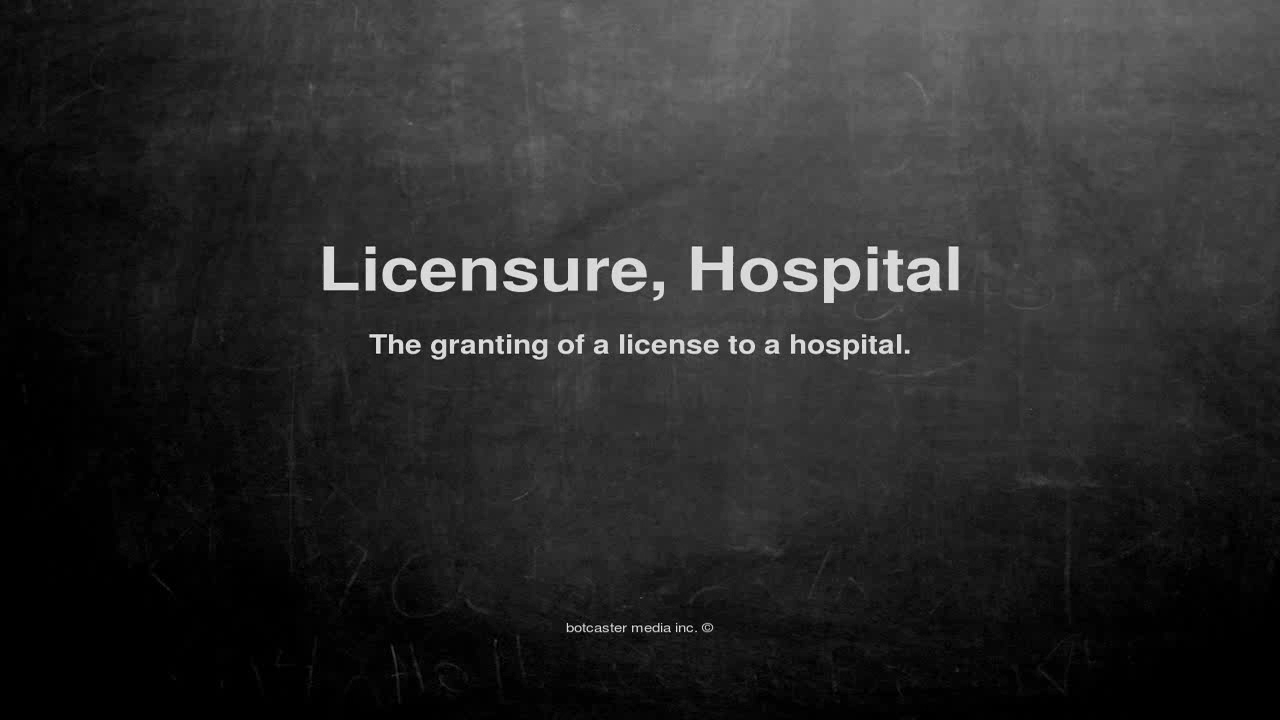 Licensure, Hospital
The granting of a license to a hospital.
botcaster media inc. ©